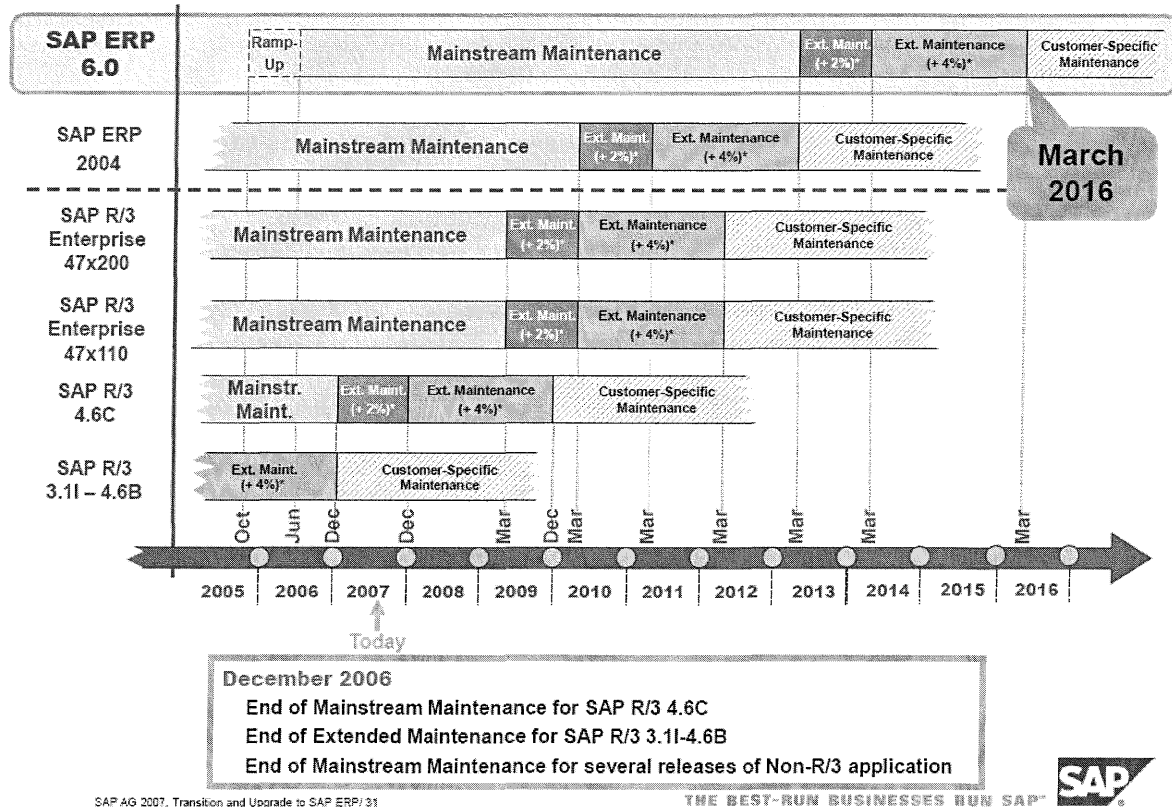 SAP ERP
6.0
Ramp-
Up
Mainstream Maintenance
Ext. Maint.
(+ 2%)*
Ext. Maintenance
(+ 4%)*
Customer-Specific
Maintenance
SAP ERP
2004
Mainstream Maintenance
Ext. Maint.
(+ 2%)*
Ext. Maintenance
(+ 4%)*
Customer-Specific
Maintenance
March
2016
SAP R/3
Enterprise
47x200
Mainstream Maintenance
Ext. Maint.
(+ 2%)*
Ext. Maintenance
(+ 4%)*
Customer-Specific
Maintenance
SAP R/3
Enterprise
47x110
Mainstream Maintenance
Ext. Maint.
(+ 2%)*
Ext. Maintenance
(+ 4%)*
Customer-Specific
Maintenance
SAP R/3
4.6C
Mainstr.
Maint.
Ext. Maint.
(+ 2%)*
Ext. Maintenance
(+ 4%)*
Customer-Specific
Maintenance
SAP R/3
3.1I – 4.6B
Ext. Maint.
(+ 4%)*
Customer-Specific
Maintenance
Oct
Jun
Dec
Dec
Mar
Dec
Mar
Mar
Mar
Mar
Mar
Mar
2005
2006
2007
2008
2009
2010
2011
2012
2013
2014
2015
2016
Today
December 2006
End of Mainstream Maintenance for SAP R/3 4.6C
End of Extended Maintenance for SAP R/3 3.1I-4.6B
End of Mainstream Maintenance for several releases of Non-R/3 application
SAP AG 2007, Transition and Upgrade to SAP ERP/ 31
THE BEST-RUN BUSINESSES RUN SAP™
SAP
®